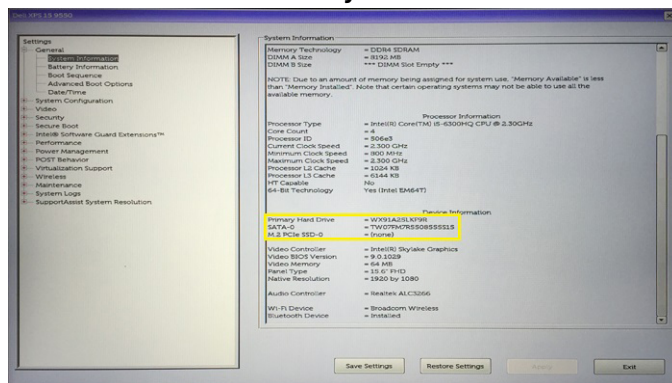 Dell XPS 15 9550
Settings
General
System Information
Battery Information
Boot Sequence
Advanced Boot Options
Date/Time
System Configuration
Video
Security
Secure Boot
Intel® Software Guard Extensions™
Performance
Power Management
POST Behavior
Virtualization Support
Wireless
Maintenance
System Logs
SupportAssist System Resolution
System Information
Memory Technology = DDR4 SDRAM
DIMM A Size = 8192 MB
DIMM B Size *** DIMM Slot Empty ***
NOTE: Due to an amount of memory being assigned for system use, "Memory Available" is less
than "Memory Installed". Note that certain operating systems may not be able to use all the
available memory.
Processor Information
Processor Type = Intel(R) Core(TM) i5-6300HQ CPU @ 2.30GHz
Core Count = 4
Processor ID = 506e3
Current Clock Speed = 2.300 GHz
Minimum Clock Speed = 800 MHz
Maximum Clock Speed = 2.300 GHz
Processor L2 Cache = 1024 KB
Processor L3 Cache = 6144 KB
HT Capable No
64-Bit Technology Yes (Intel EM64T)
Device Information
Primary Hard Drive
SATA-0
M.2 PCIe SSD-0 = (none)
Video Controller = Intel(R) Skylake Graphics
Video BIOS Version = 9.0.1029
Video Memory = 64 MB
Panel Type = 15.6" FHD
Native Resolution = 1920 by 1080
Audio Controller = Realtek ALC3266
Wi-Fi Device = Broadcom Wireless
Bluetooth Device = Installed
Save Settings
Restore Settings
Apply
Exit